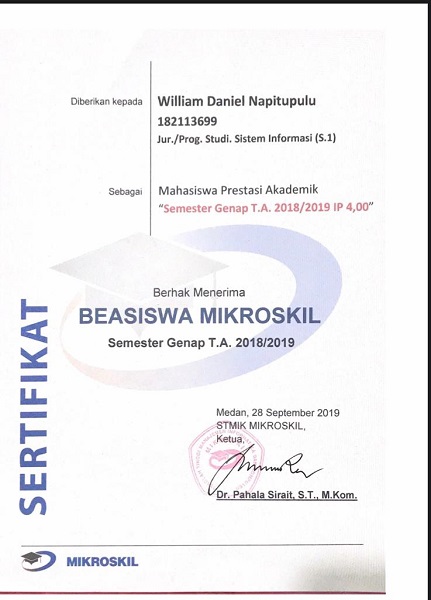 Diberikan kepada
William Daniel Napitupulu
182113699
Jur./Prog. Studi. Sistem Informasi (S.1)
Sebagai
Mahasiswa Prestasi Akademik
“Semester Genap T.A. 2018/2019 IP 4,00”
Berhak Menerima
BEASISWA MIKROSKIL
Semester Genap T.A. 2018/2019
SERTIFIKAT
Medan, 28 September 2019
STMIK MIKROSKIL,
Ketua,
Dr. Pahala Sirait, S.T., M.Kom.
MIKROSKIL